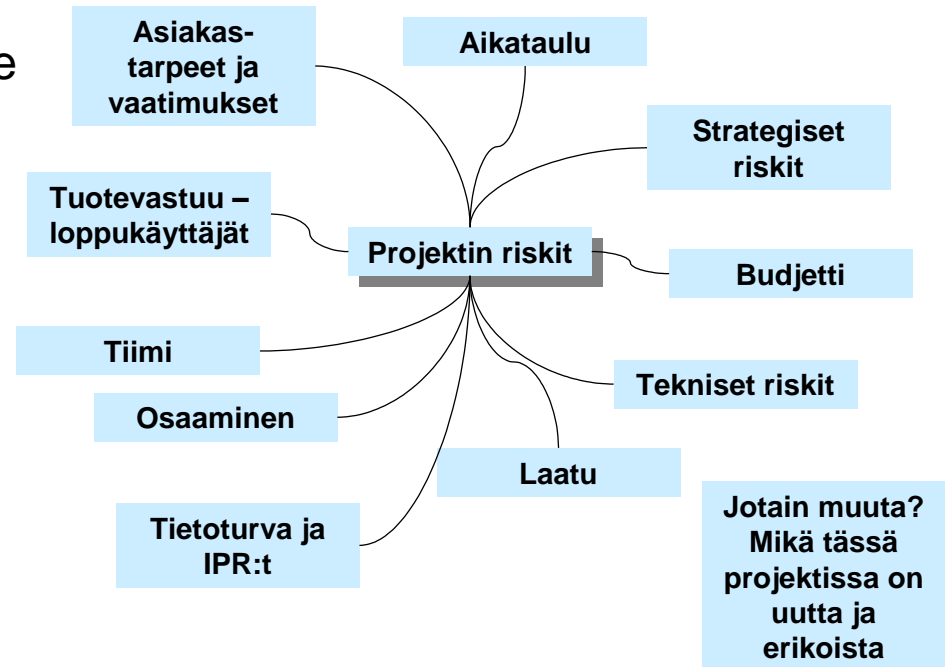 e
Asiakas-
tarpeet ja
vaatimukset
Aikataulu
Strategiset
riskit
Tuotevastuu –
loppukäyttäjät
Projektin riskit
Budjetti
Tiimi
Tekniset riskit
Osaaminen
Laatu
Tietoturva ja
IPR:t
Jotain muuta?
Mikä tässä
projektissa on
uutta ja
erikoista